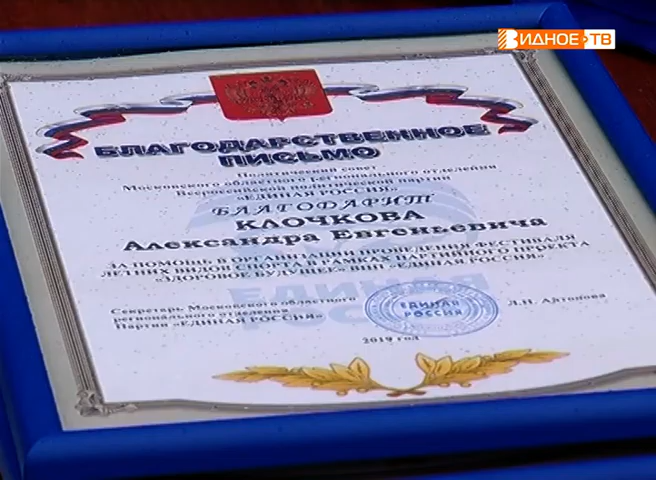 ВИДНОЕ ТВ
БЛАГОДАРСТВЕННОЕ
ПИСЬМО
Политический совет
Московского областного регионального отделения
Всероссийской политической партии
«ЕДИНАЯ РОССИЯ»
БЛАГОДАРИТ
КЛОЧКОВА
Александра Евгеньевича
ЗА ПОМОЩЬ В ОРГАНИЗАЦИИ И ПРОВЕДЕНИИ ФЕСТИВАЛЯ
ЛЕТНИХ ВИДОВ СПОРТА В РАМКАХ ПАРТИЙНОГО ПРОЕКТА
«ЗДОРОВОЕ БУДУЩЕЕ» ВПП «ЕДИНАЯ РОССИЯ»
Секретарь Московского областного
регионального отделения
Партии «ЕДИНАЯ РОССИЯ»
ЕДИНАЯ
РОССИЯ
Л.Н. Антонова
2019 год